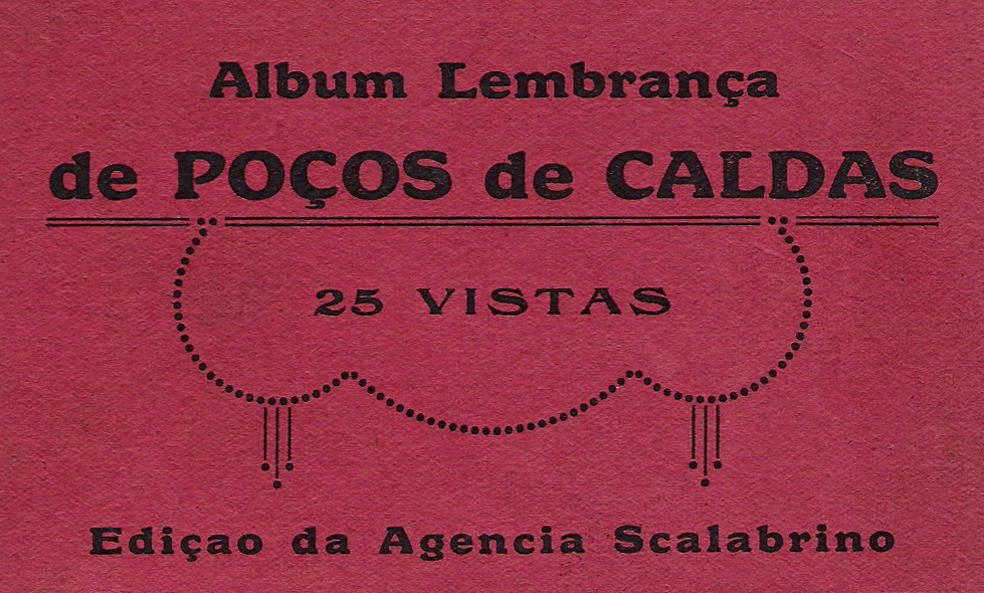 Album Lembrança
de POÇOS de CALDAS
25 VISTAS
Ediçao da Agencia Scalabrino